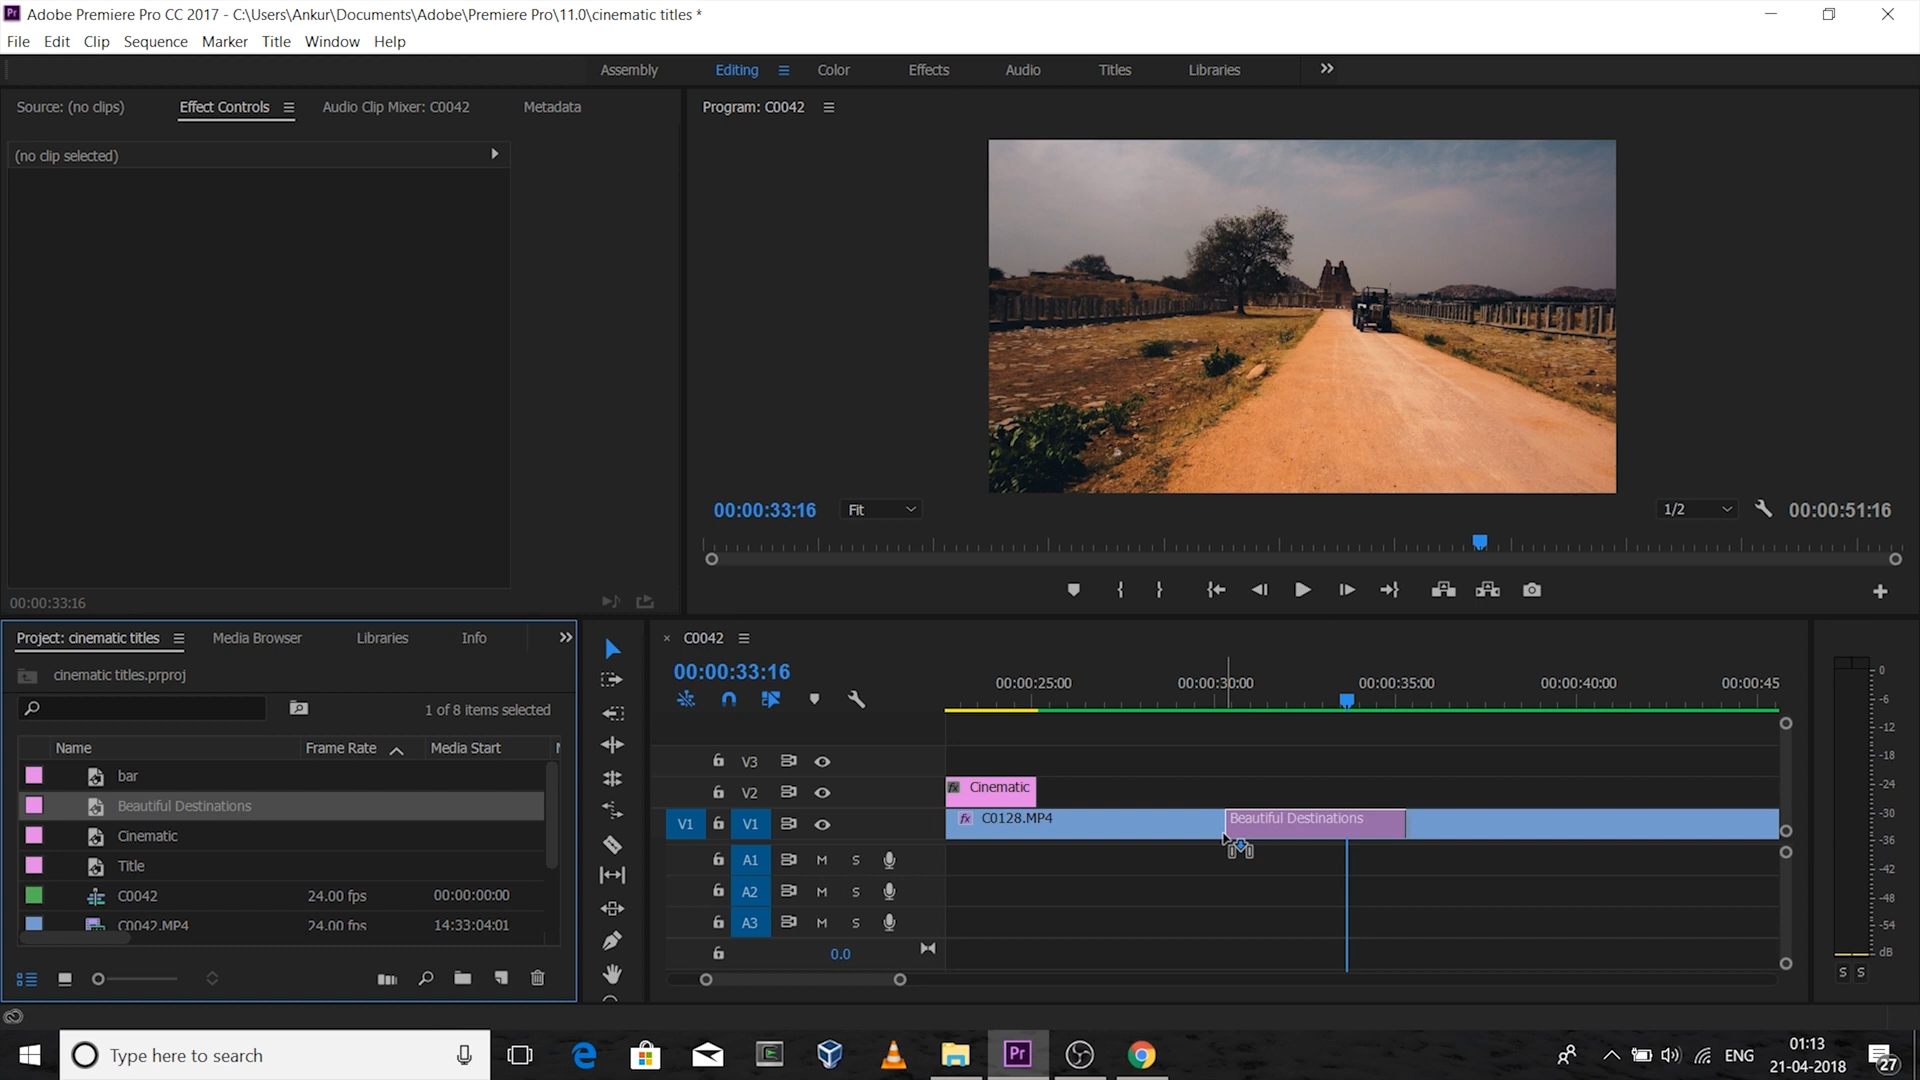 Pr Adobe Premiere Pro CC 2017 - C:\Users\Ankur\Documents\Adobe\Premiere Pro\11.0\cinematic titles *
File Edit Clip Sequence Marker Title Window Help
Assembly Editing Color Effects Audio Titles Libraries
Source: (no clips) Effect Controls Audio Clip Mixer: C0042 Metadata
Program: C0042
(no clip selected)
00:00:33:16 Fit 1/2 00:00:51:16
00:00:33:16
Project: cinematic titles Media Browser Libraries Info
cinematic titles.prproj
1 of 8 items selected
Name Frame Rate Media Start
bar
Beautiful Destinations
Cinematic
Title
C0042 24.00 fps 00:00:00:00
C0042.MP4 24.00 fps 14:33:04:01
C0042
00:00:33:16
00:00:25:00 00:00:30:00 00:00:35:00 00:00:40:00 00:00:45
V3
V2 fx Cinematic
V1 V1 fx C0128.MP4 Beautiful Destinations
A1 M S
A2 M S
A3 M S
0.0
0
-6
-12
-18
-24
-30
-36
-42
-48
-54
dB
S S
Type here to search
Pr
ENG
01:13
21-04-2018
27